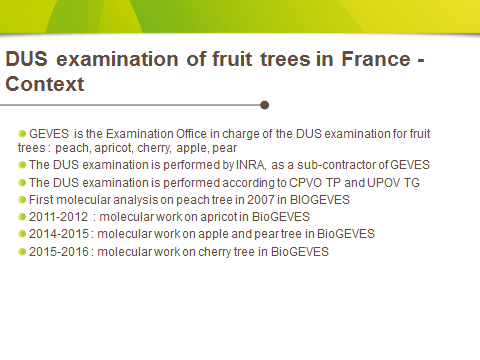 DUS examination of fruit trees in France -
Context
GEVES is the Examination Office in charge of the DUS examination for fruit
trees : peach, apricot, cherry, apple, pear
The DUS examination is performed by INRA, as a sub-contractor of GEVES
The DUS examination is performed according to CPVO TP and UPOV TG
First molecular analysis on peach tree in 2007 in BIOGEVES
2011-2012 : molecular work on apricot in BioGEVES
2014-2015 : molecular work on apple and pear tree in BioGEVES
2015-2016 : molecular work on cherry tree in BioGEVES